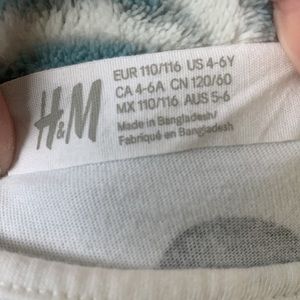 H&M
EUR 110/116 US 4-6Y
CA 4-6A CN 120/60
MX 110/116 AUS 5-6
Made in Bangladesh/
Fabriqué en Bangladesh